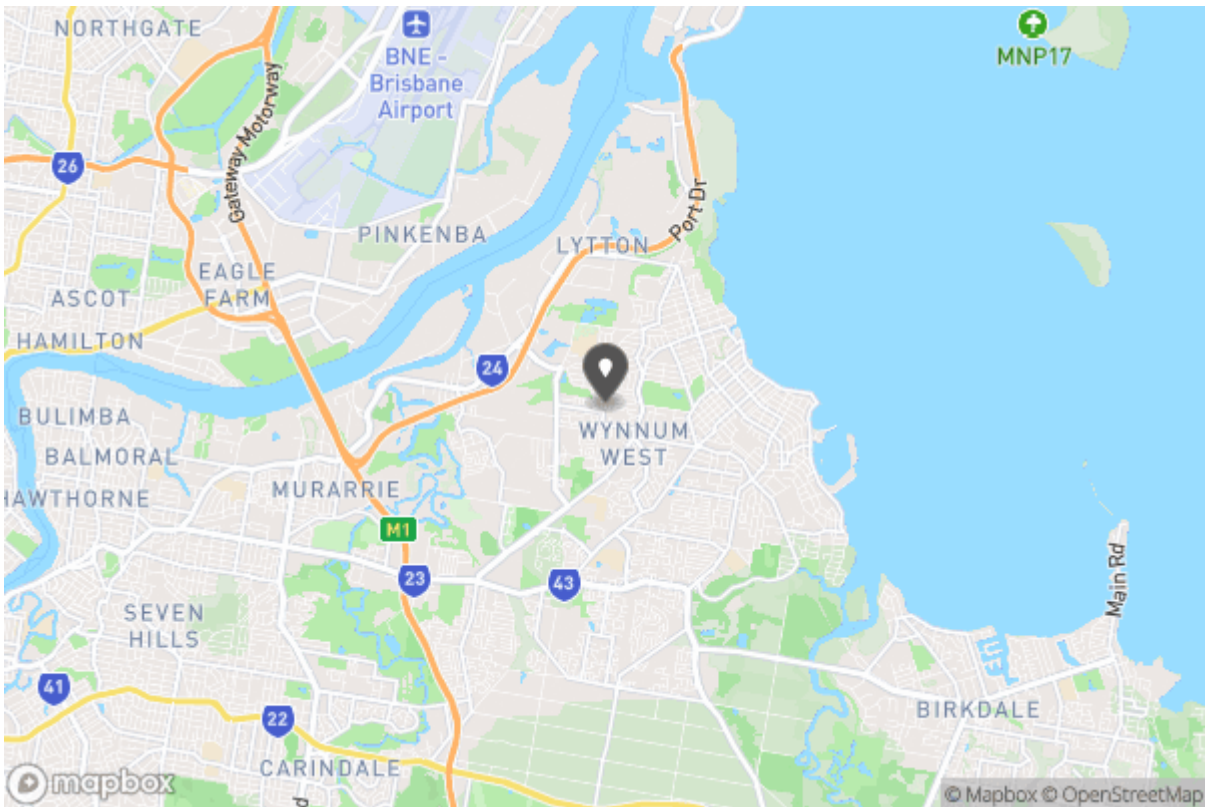 NORTHGATE
BNE -
Brisbane
Airport
MNP17
26
Gateway Motorway
Port Dr
PINKENBA
LYTTON
EAGLE
FARM
ASCOT
HAMILTON
24
BULIMBA
WYNNUM
WEST
BALMORAL
MURARRIE
HAWTHORNE
M1
23
43
Main Rd
SEVEN
HILLS
41
22
BIRKDALE
CARINDALE
mapbox
© Mapbox © OpenStreetMap